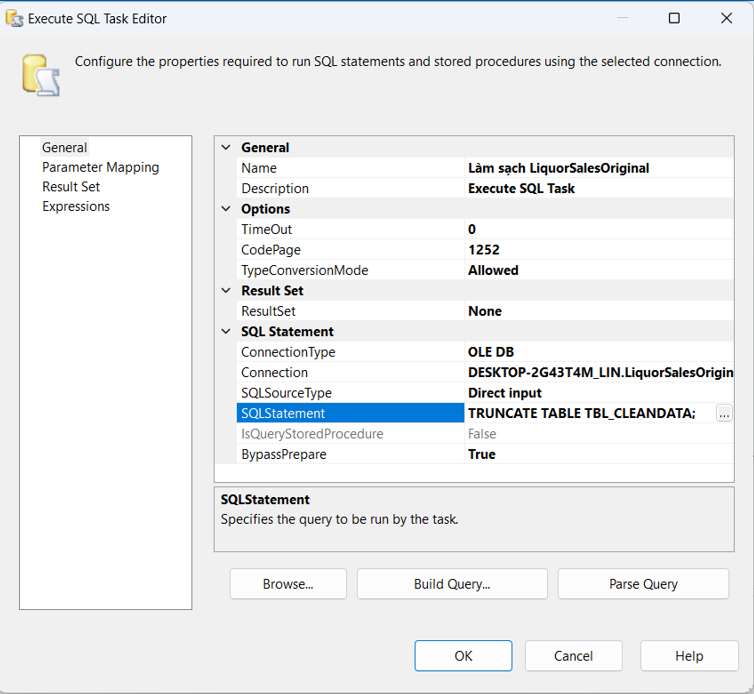 Execute SQL Task Editor
Configure the properties required to run SQL statements and stored procedures using the selected connection.
General
Parameter Mapping
Result Set
Expressions
General
Name Làm sạch LiquorSalesOriginal
Description Execute SQL Task
Options
TimeOut 0
CodePage 1252
TypeConversionMode Allowed
Result Set
ResultSet None
SQL Statement
ConnectionType OLE DB
Connection DESKTOP-2G43T4M_LIN.LiquorSalesOrigin
SQLSourceType Direct input
SQLStatement TRUNCATE TABLE TBL_CLEANDATA; ...
IsQueryStoredProcedure False
BypassPrepare True
SQLStatement
Specifies the query to be run by the task.
Browse... Build Query... Parse Query
OK Cancel Help